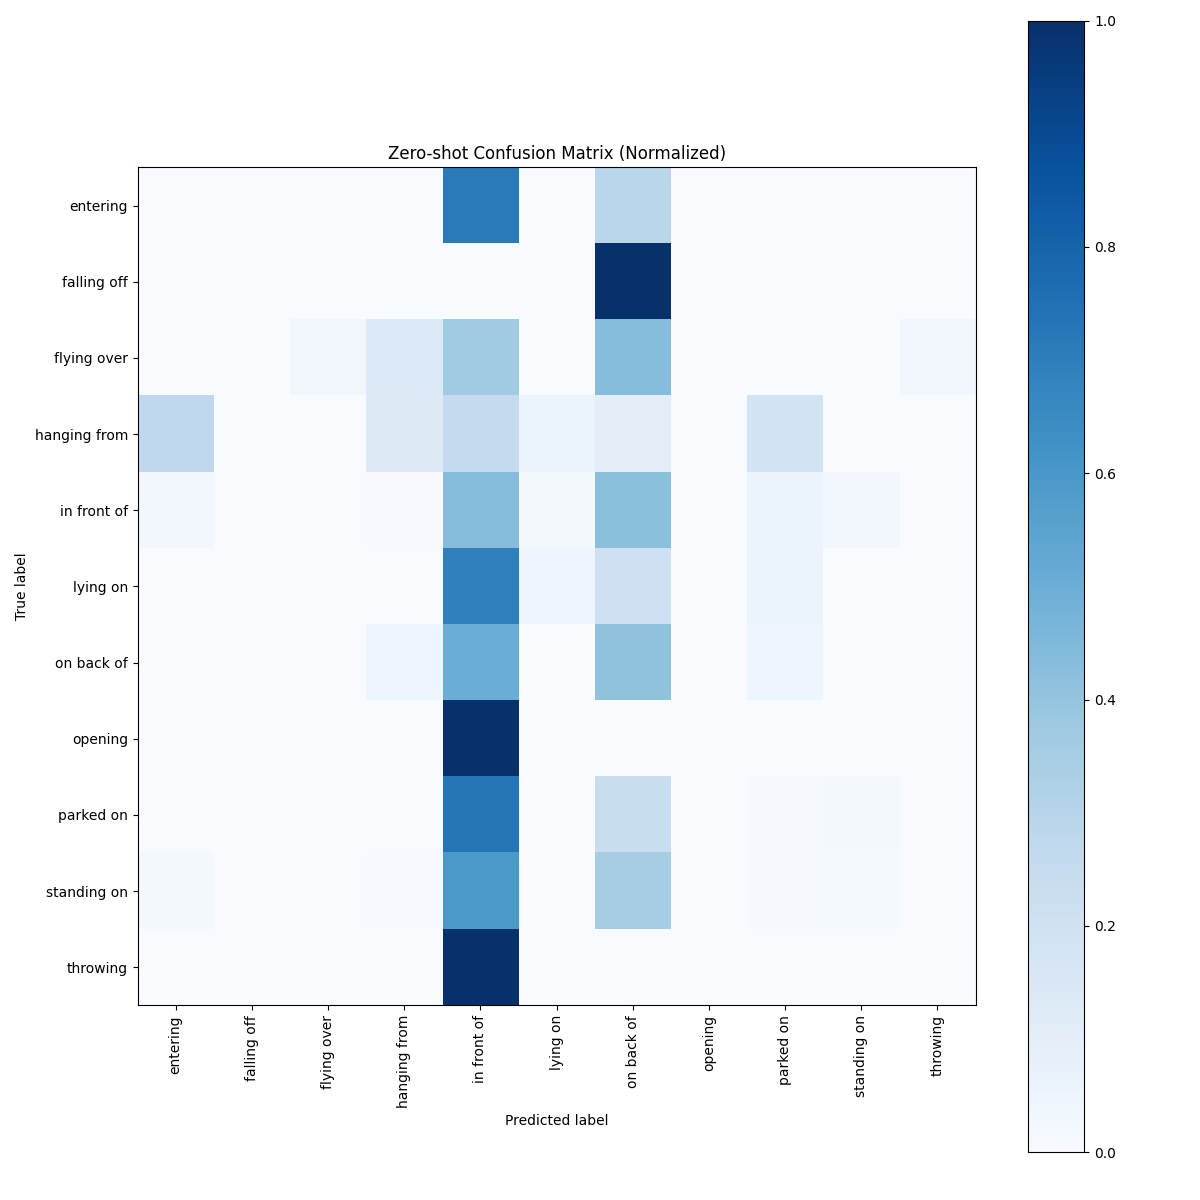 Zero-shot Confusion Matrix (Normalized)
True label
entering
falling off
flying over
hanging from
in front of
lying on
on back of
opening
parked on
standing on
throwing
entering
falling off
flying over
hanging from
in front of
lying on
on back of
opening
parked on
standing on
throwing
Predicted label
1.0
0.8
0.6
0.4
0.2
0.0